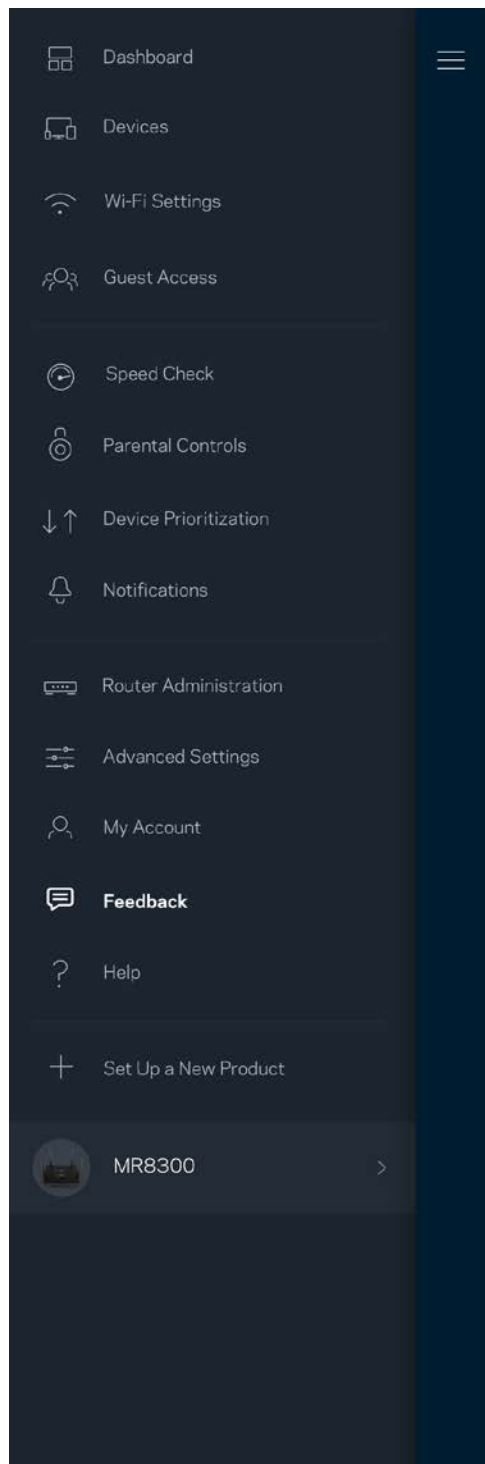 Dashboard
Devices
Wi-Fi Settings
Guest Access
Speed Check
Parental Controls
Device Prioritization
Notifications
Router Administration
Advanced Settings
My Account
Feedback
Help
Set Up a New Product
MR8300